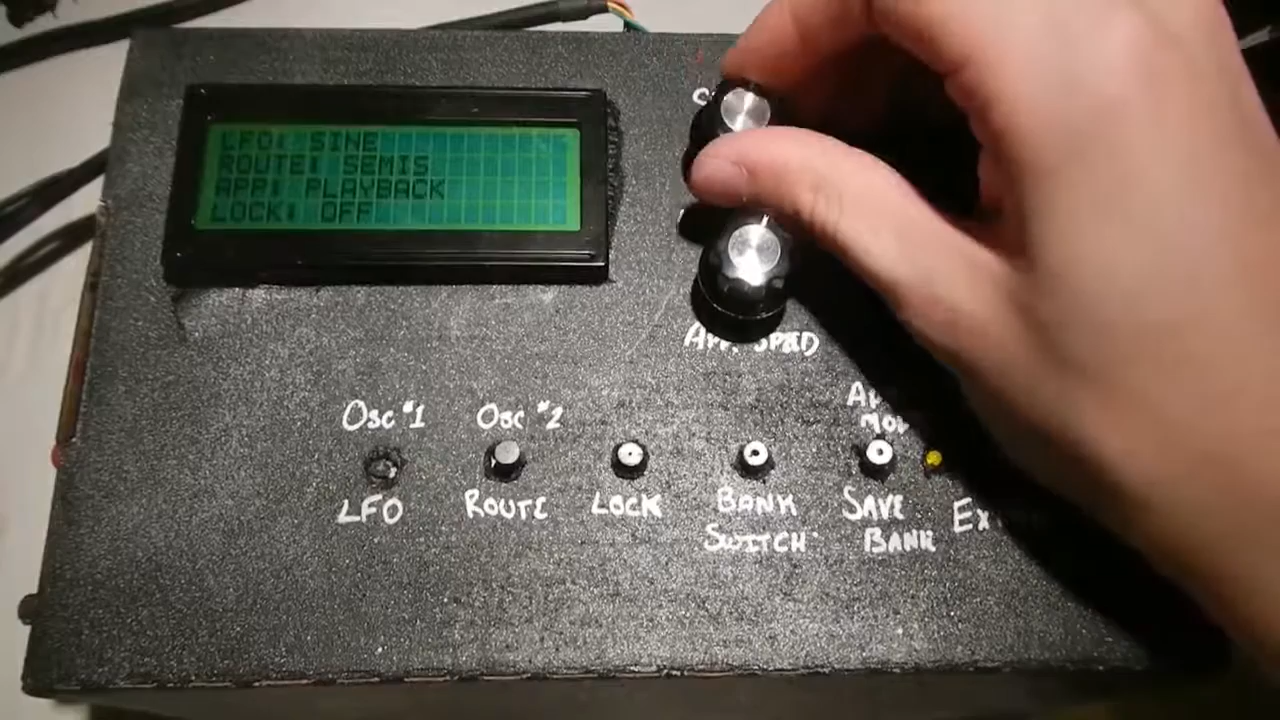 LFO: SINE
ROUTE: SEMIS
APP: PLAYBACK
LOCK: OFF
Osc #1
Osc #2
LFO
ROUTE
LOCK
BANK
SWITCH
SAVE
BANK